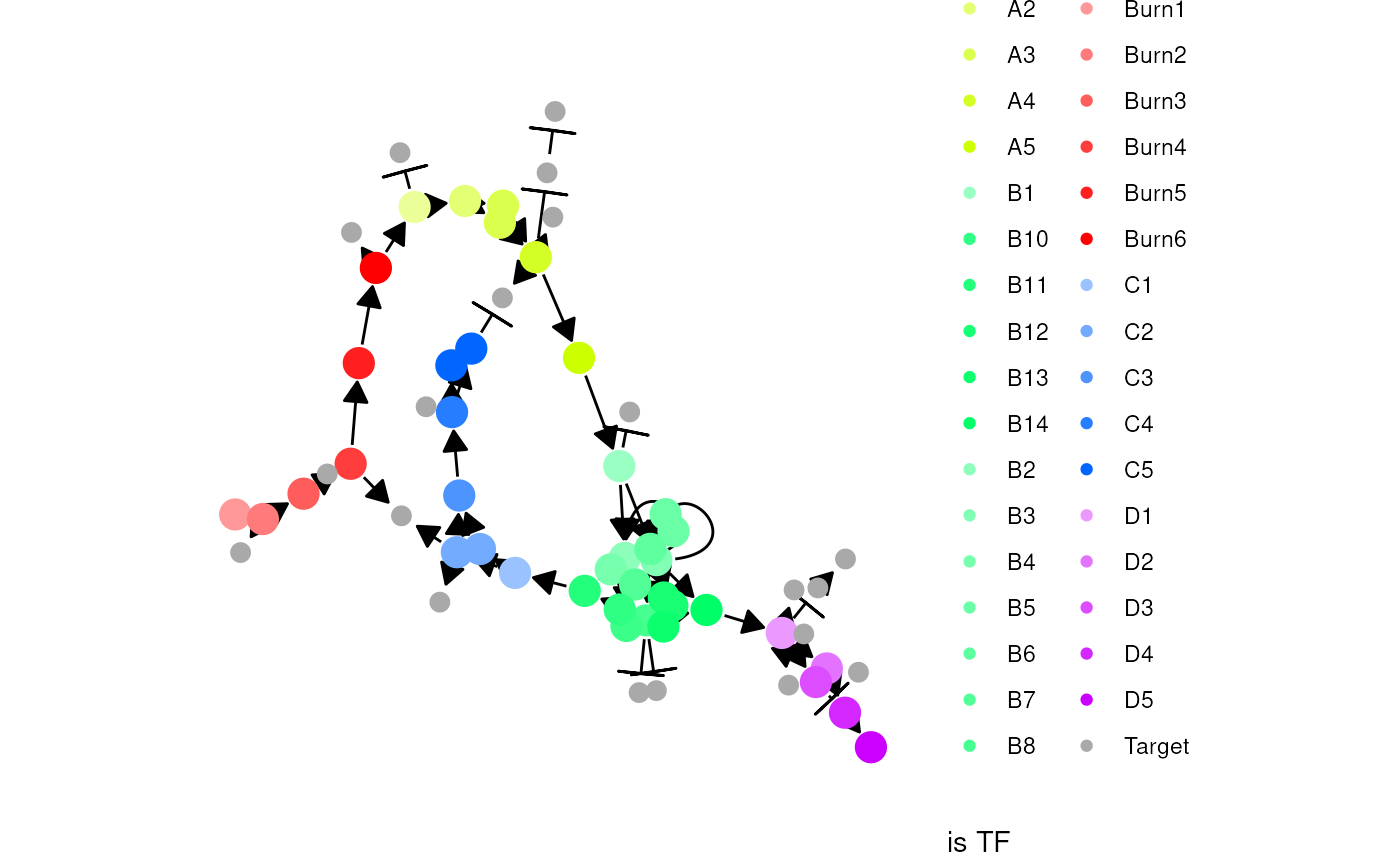 A2 Burn1
A3 Burn2
A4 Burn3
A5 Burn4
B1 Burn5
B10 Burn6
B11 C1
B12 C2
B13 C3
B14 C4
B2 C5
B3 D1
B4 D2
B5 D3
B6 D4
B7 D5
B8 Target
is TF